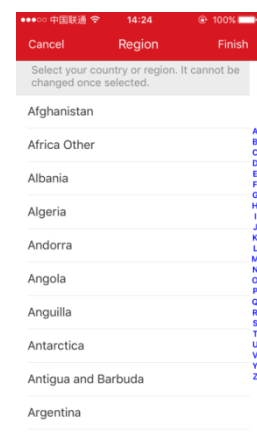 中国联通 14:24 100%
Cancel Region Finish
Select your country or region. It cannot be
changed once selected.
Afghanistan
Africa Other
Albania
Algeria
Andorra
Angola
Anguilla
Antarctica
Antigua and Barbuda
Argentina
A
B
C
D
E
F
G
H
I
J
K
L
M
N
O
P
Q
R
S
T
U
V
Y
Z